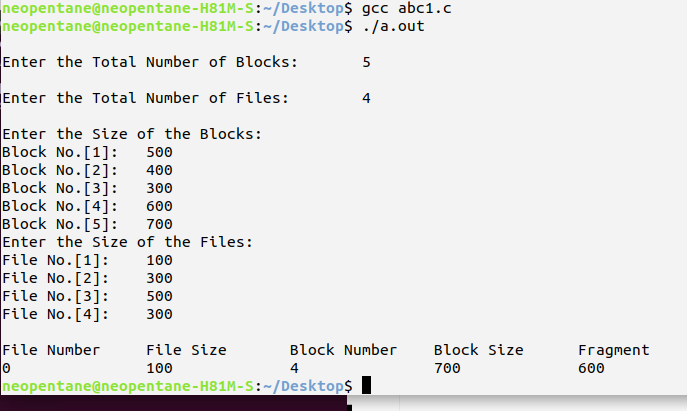 neopentane@neopentane-H81M-S:~/Desktop$ gcc abc1.c
neopentane@neopentane-H81M-S:~/Desktop$ ./a.out
Enter the Total Number of Blocks: 5
Enter the Total Number of Files: 4
Enter the Size of the Blocks:
Block No.[1]: 500
Block No.[2]: 400
Block No.[3]: 300
Block No.[4]: 600
Block No.[5]: 700
Enter the Size of the Files:
File No.[1]: 100
File No.[2]: 300
File No.[3]: 500
File No.[4]: 300
File Number File Size Block Number Block Size Fragment
0 100 4 700 600
neopentane@neopentane-H81M-S:~/Desktop$